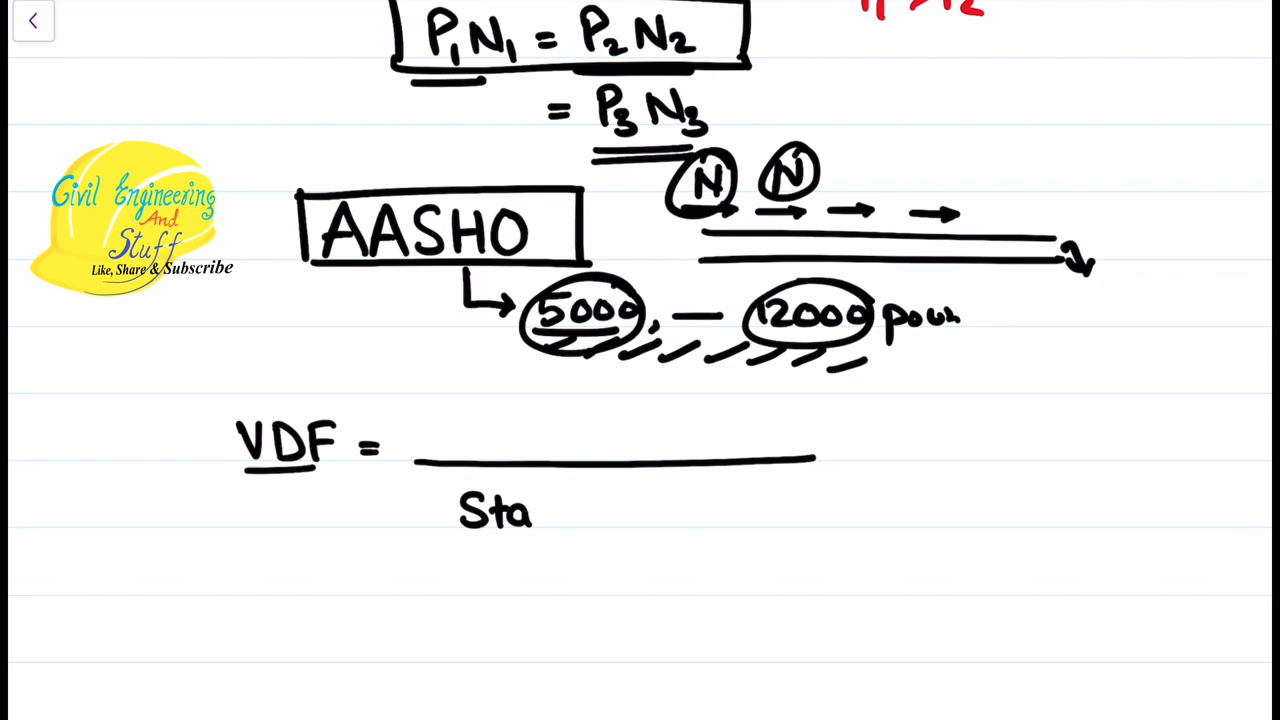 P₁N₁ = P₂N₂
= P₃N₃
N N
Civil Engineering
And
Stuff
Like, Share & Subscribe
AASHO
5000, — 12000 poun
VDF =
Sta